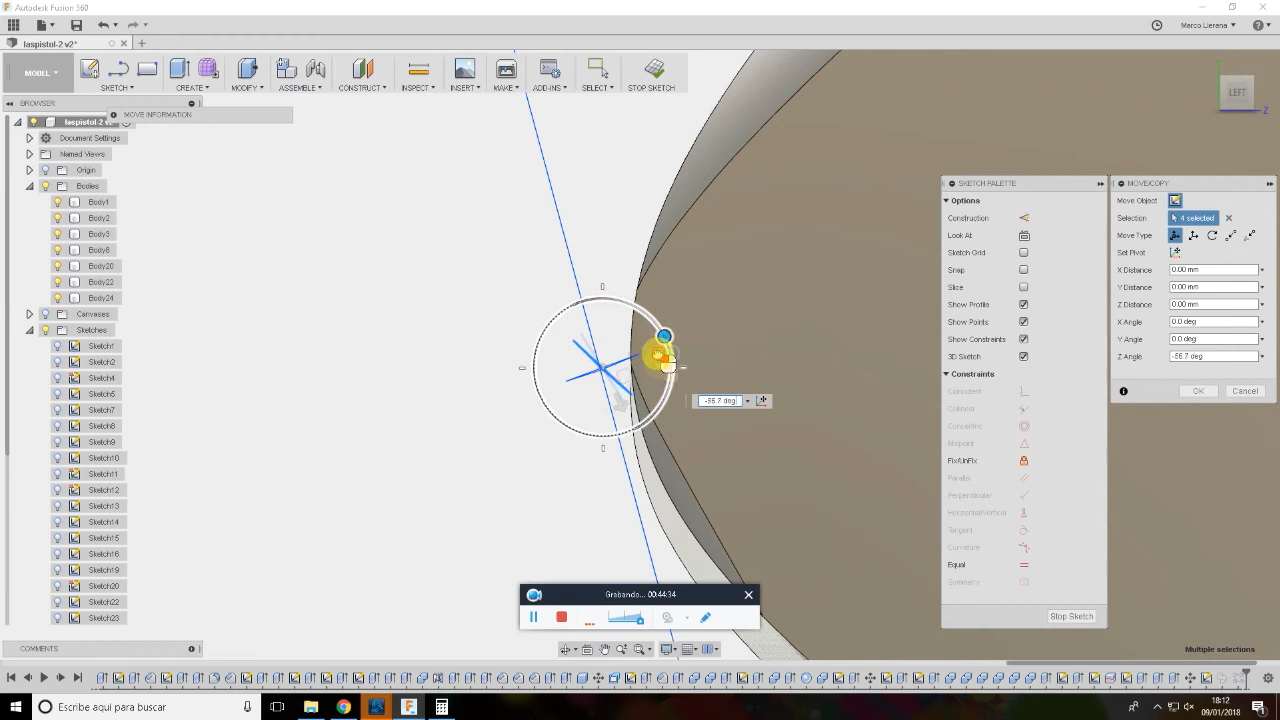 Autodesk Fusion 360
Marco Llerena
laspistol-2 v2*
MODEL
SKETCH
CREATE
MODIFY
ASSEMBLE
CONSTRUCT
INSPECT
INSERT
MAKE
ADD-INS
SELECT
STOP SKETCH
BROWSER
MOVE INFORMATION
laspistol-2 v2
Document Settings
Named Views
Origin
Bodies
Body1
Body2
Body3
Body8
Body20
Body22
Body24
Canvases
Sketches
Sketch1
Sketch2
Sketch4
Sketch5
Sketch7
Sketch8
Sketch9
Sketch10
Sketch11
Sketch12
Sketch13
Sketch14
Sketch15
Sketch16
Sketch19
Sketch20
Sketch22
Sketch23
LEFT
Z
-56.7 deg
SKETCH PALETTE
Options
Construction
Look At
Sketch Grid
Snap
Slice
Show Profile
Show Points
Show Constraints
3D Sketch
Constraints
Coincident
Collinear
Concentric
Midpoint
Fix/UnFix
Parallel
Perpendicular
Horizontal/Vertical
Tangent
Curvature
Equal
Symmetry
Stop Sketch
MOVE/COPY
Move Object
Selection 4 selected
Move Type
Set Pivot
X Distance 0.00 mm
Y Distance 0.00 mm
Z Distance 0.00 mm
X Angle 0.0 deg
Y Angle 0.0 deg
Z Angle -56.7 deg
OK Cancel
Grabando... 00:44:34
Multiple selections
COMMENTS
Escribe aquí para buscar
18:12
09/01/2018